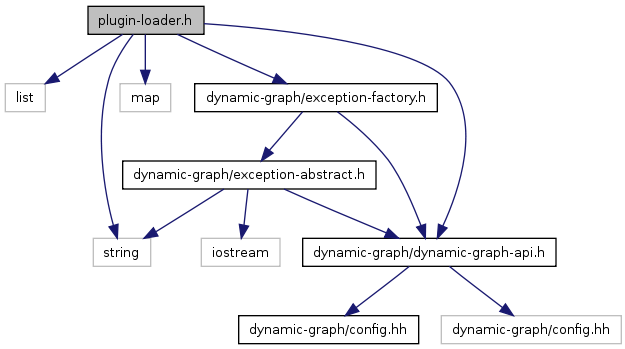 plugin-loader.h
list
map
dynamic-graph/exception-factory.h
dynamic-graph/exception-abstract.h
string
iostream
dynamic-graph/dynamic-graph-api.h
dynamic-graph/config.hh
dynamic-graph/config.hh